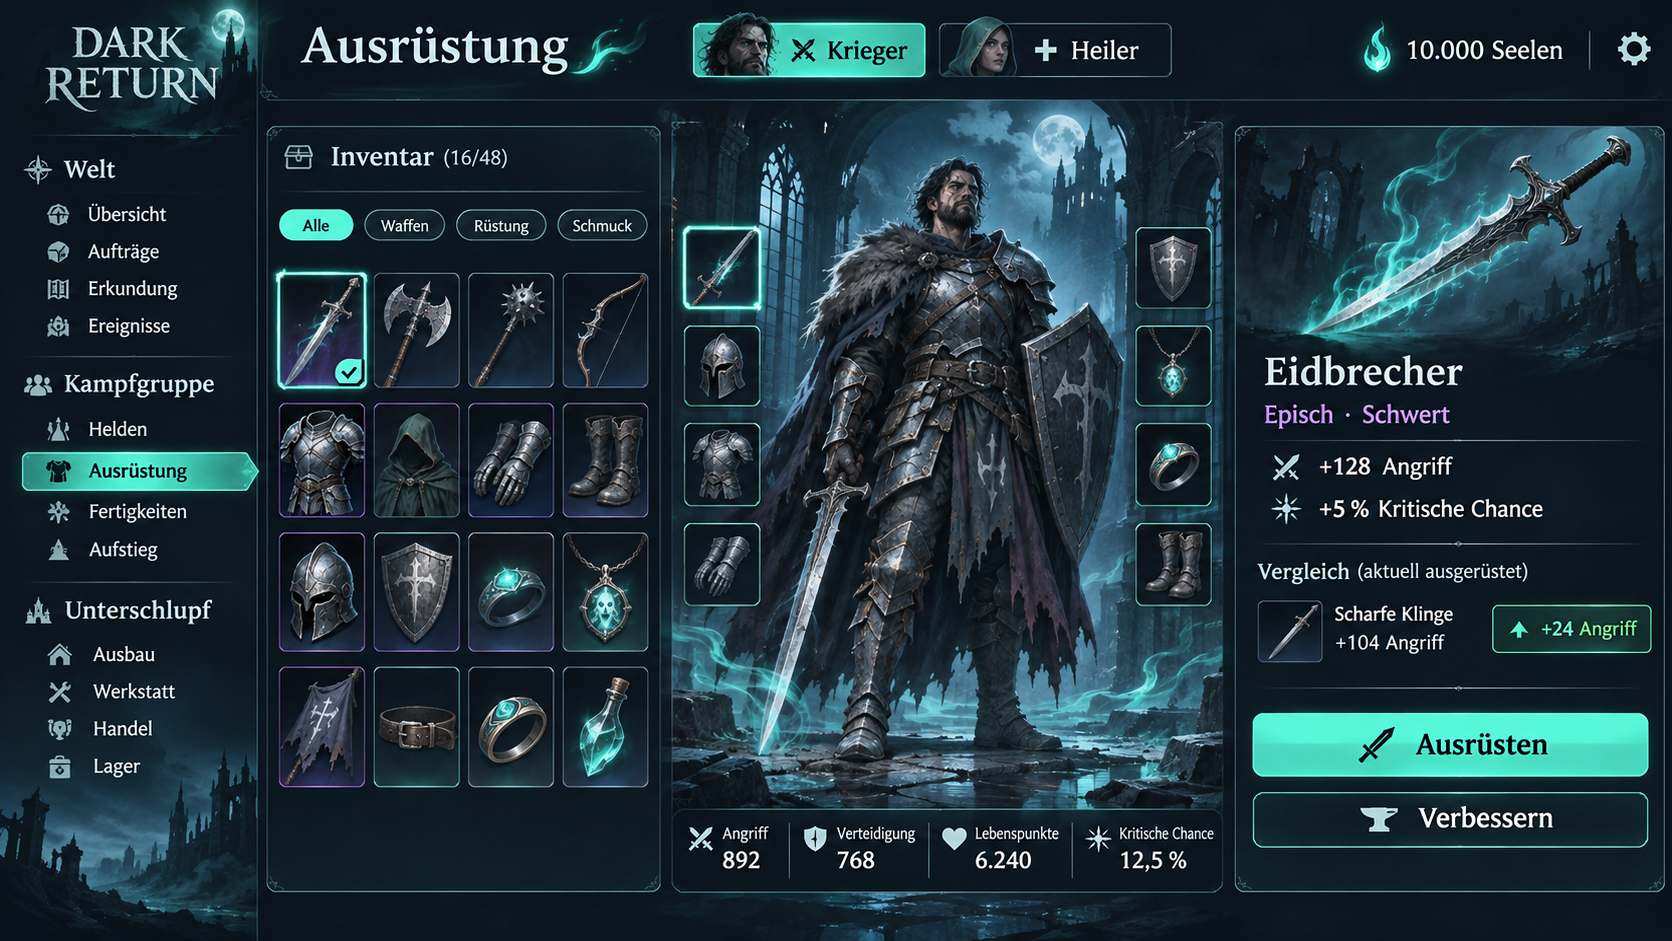 DARK
RETURN
Ausrüstung
Krieger
Heiler
10.000 Seelen
Welt
Übersicht
Aufträge
Erkundung
Ereignisse
Kampfgruppe
Helden
Ausrüstung
Fertigkeiten
Aufstieg
Unterschlupf
Ausbau
Werkstatt
Handel
Lager
Inventar (16/48)
Alle
Waffen
Rüstung
Schmuck
Angriff
892
Verteidigung
768
Lebenspunkte
6.240
Kritische Chance
12,5 %
Eidbrecher
Episch · Schwert
+128 Angriff
+5 % Kritische Chance
Vergleich (aktuell ausgerüstet)
Scharfe Klinge
+104 Angriff
+24 Angriff
Ausrüsten
Verbessern